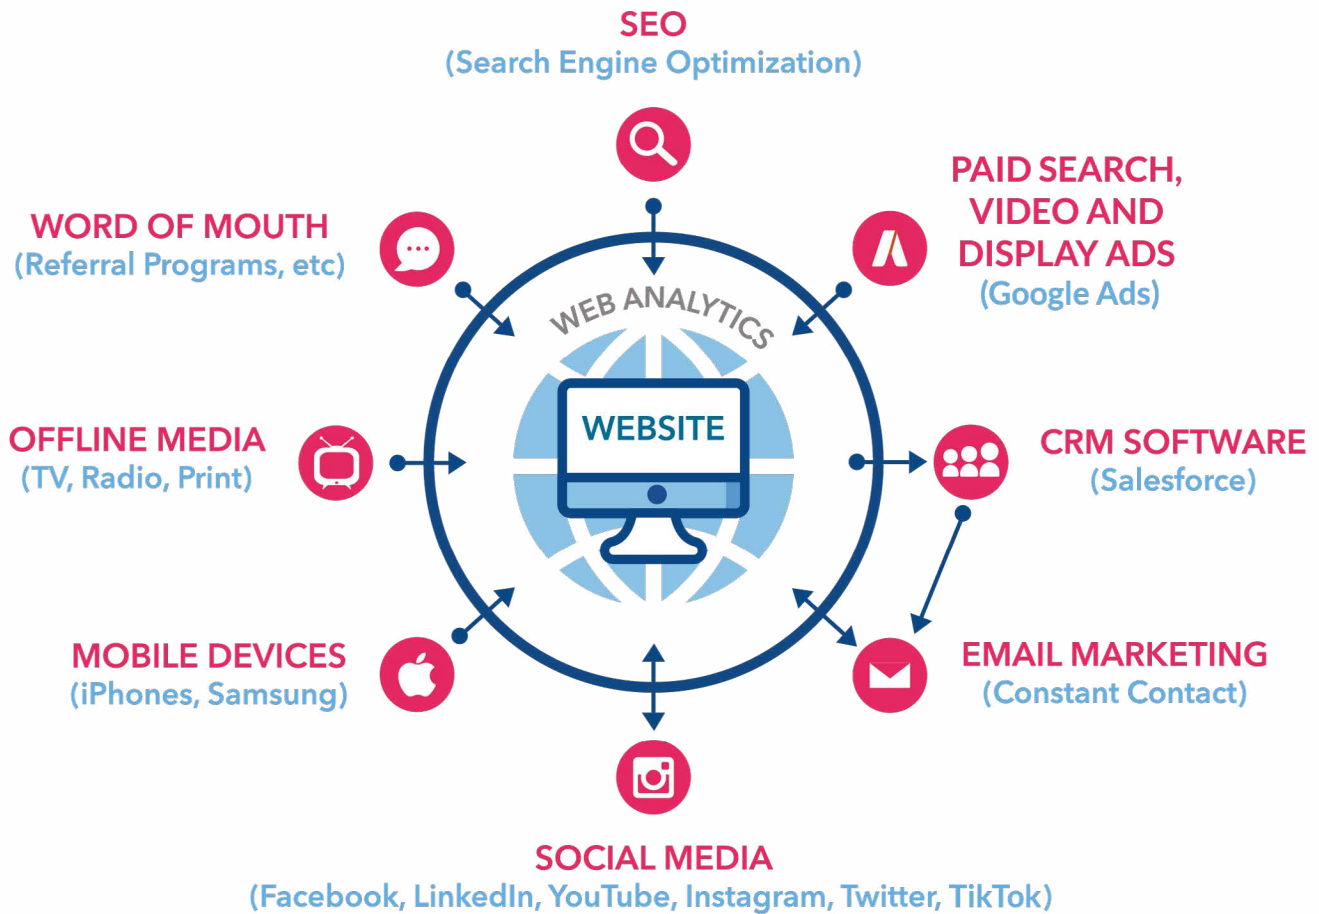 SEO
(Search Engine Optimization)
PAID SEARCH,
VIDEO AND
DISPLAY ADS
(Google Ads)
WORD OF MOUTH
(Referral Programs, etc)
WEB ANALYTICS
WEBSITE
OFFLINE MEDIA
(TV, Radio, Print)
CRM SOFTWARE
(Salesforce)
MOBILE DEVICES
(iPhones, Samsung)
EMAIL MARKETING
(Constant Contact)
SOCIAL MEDIA
(Facebook, LinkedIn, YouTube, Instagram, Twitter, TikTok)